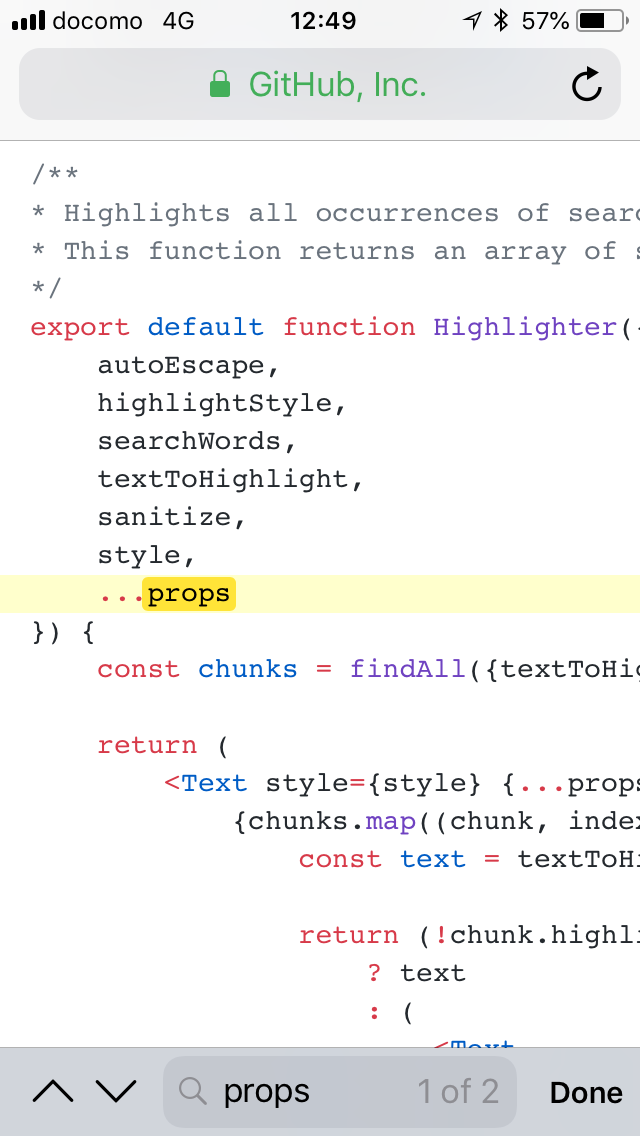 docomo 4G 12:49 57%
GitHub, Inc.
/**
* Highlights all occurrences of searc
* This function returns an array of s
*/
export default function Highlighter({
autoEscape,
highlightStyle,
searchWords,
textToHighlight,
sanitize,
style,
...props
}) {
const chunks = findAll({textToHig
return (
<Text style={style} {...props
{chunks.map((chunk, index
const text = textToHi
return (!chunk.highli
? text
: (
<Text
props 1 of 2 Done